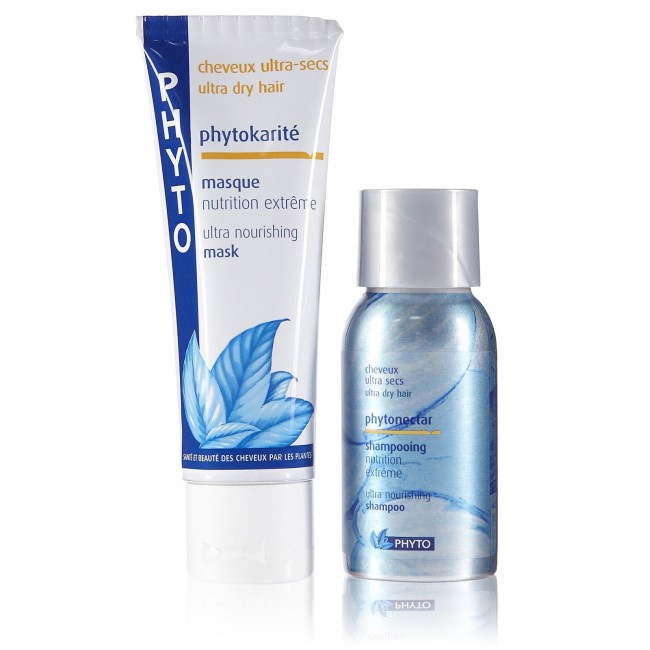 PHYTO
cheveux ultra-secs
ultra dry hair
phytokarité
masque
nutrition extrême
ultra nourishing
mask
SANTÉ ET BEAUTÉ DES CHEVEUX PAR LES PLANTES
cheveux
ultra secs
ultra dry hair
phytonectar
shampooing
nutrition
extrême
ultra nourishing
shampoo
PHYTO